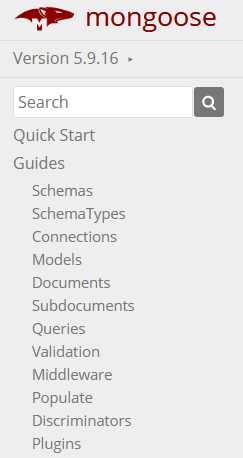 mongoose
Version 5.9.16
Search
Quick Start
Guides
Schemas
SchemaTypes
Connections
Models
Documents
Subdocuments
Queries
Validation
Middleware
Populate
Discriminators
Plugins